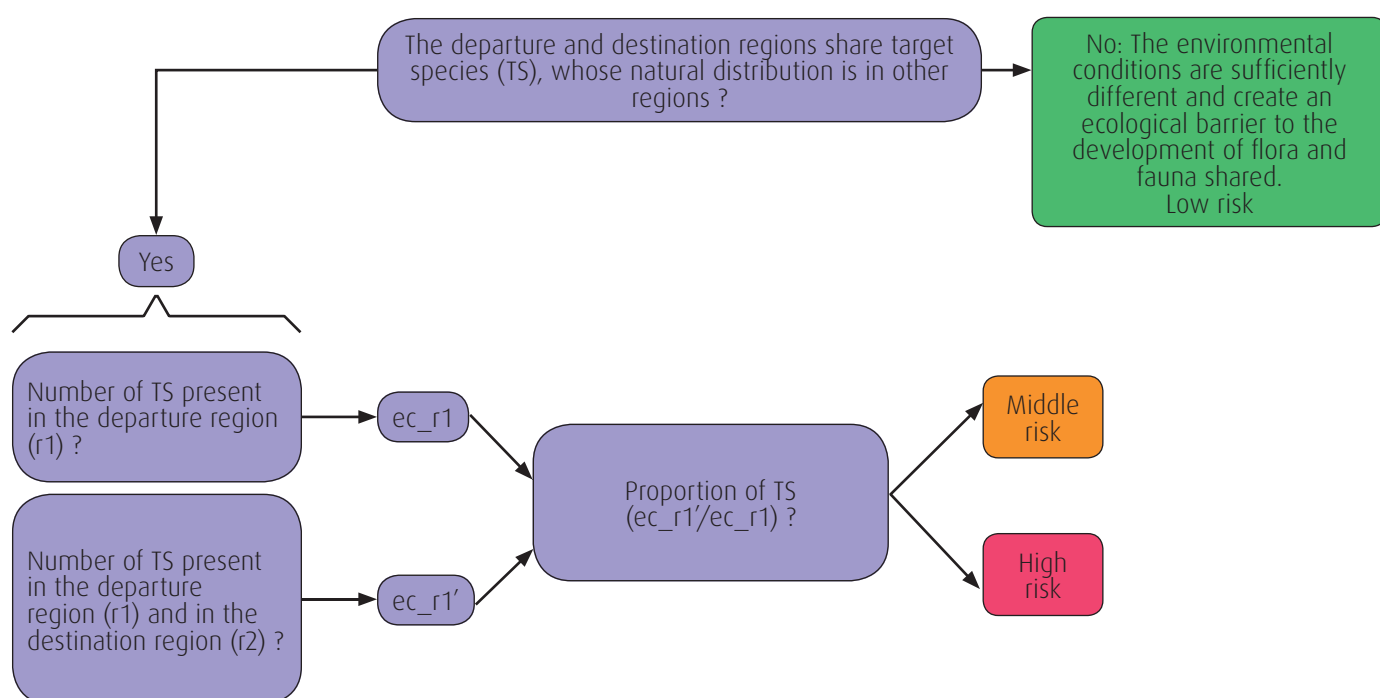 The departure and destination regions share target
species (TS), whose natural distribution is in other
regions ?
No: The environmental
conditions are sufficiently
different and create an
ecological barrier to the
development of flora and
fauna shared.
Low risk
Yes
Number of TS present
in the departure region
(r1) ?
ec_r1
Number of TS present
in the departure
region (r1) and in the
destination region (r2) ?
ec_r1′
Proportion of TS
(ec_r1′/ec_r1) ?
Middle
risk
High
risk